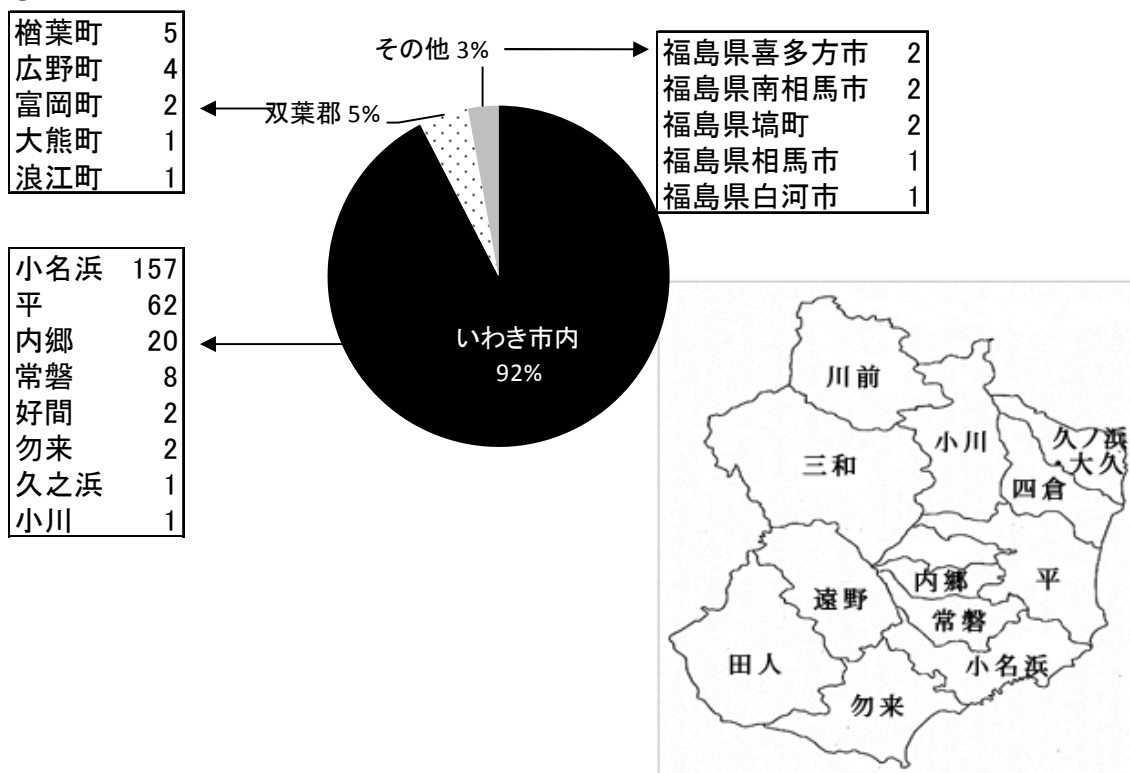 楢葉町 5
広野町 4
富岡町 2
大熊町 1
浪江町 1
双葉郡 5%
その他 3%
福島県喜多方市 2
福島県南相馬市 2
福島県塙町 2
福島県相馬市 1
福島県白河市 1
小名浜 157
平 62
内郷 20
常磐 8
好間 2
勿来 2
久之浜 1
小川 1
いわき市内
92%
川前
三和
小川
久ノ浜
・大久
四倉
内郷
平
遠野
常磐
田人
小名浜
勿来